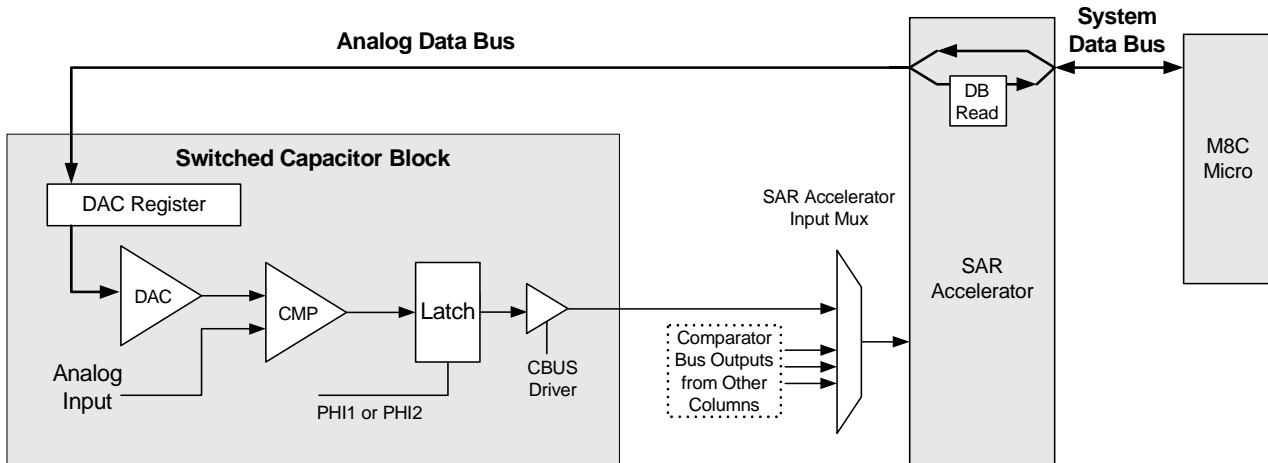 Analog Data Bus
System
Data Bus
DB
Read
M8C
Micro
Switched Capacitor Block
DAC Register
SAR Accelerator
Input Mux
SAR
Accelerator
DAC
CMP
Latch
CBUS
Driver
Analog
Input
PHI1 or PHI2
Comparator
Bus Outputs
from Other
Columns